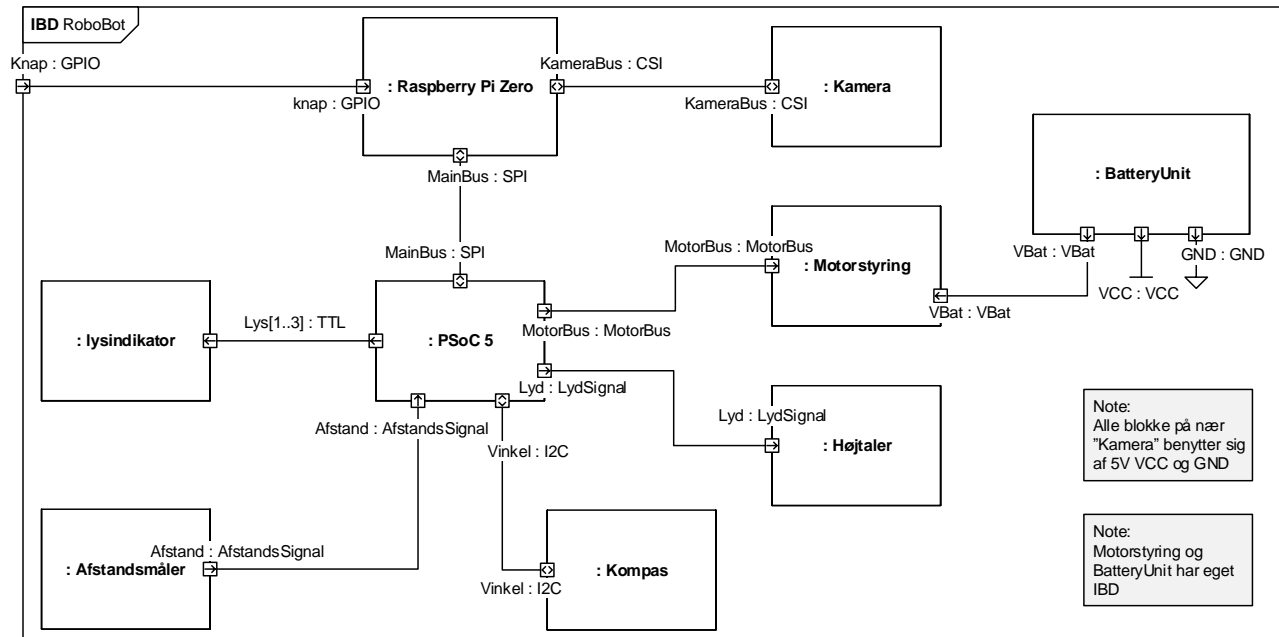 IBD RoboBot
Knap : GPIO
knap : GPIO
: Raspberry Pi Zero
KameraBus : CSI
KameraBus : CSI
: Kamera
MainBus : SPI
MainBus : SPI
: BatteryUnit
VBat : VBat
VCC : VCC
GND : GND
MotorBus : MotorBus
: Motorstyring
VBat : VBat
: lysindikator
Lys[1..3] : TTL
: PSoC 5
MotorBus : MotorBus
Lyd : LydSignal
Lyd : LydSignal
: Højtaler
Afstand : AfstandsSignal
Vinkel : I2C
Afstand : AfstandsSignal
: Afstandsmåler
Vinkel : I2C
: Kompas
Note:
Alle blokke på nær
”Kamera” benytter sig
af 5V VCC og GND
Note:
Motorstyring og
BatteryUnit har eget
IBD